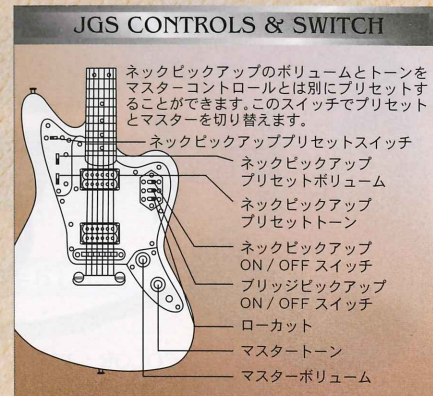 JGS CONTROLS & SWITCH
ネックピックアップのボリュームとトーンを
マスターコントロールとは別にプリセットす
ることができます。このスイッチでプリセット
とマスターを切り替えます。
ネックピックアッププリセットスイッチ
ネックピックアップ
プリセットボリューム
ネックピックアップ
プリセットトーン
ネックピックアップ
ON / OFF スイッチ
ブリッジピックアップ
ON / OFF スイッチ
ローカット
マスタートーン
マスターボリューム